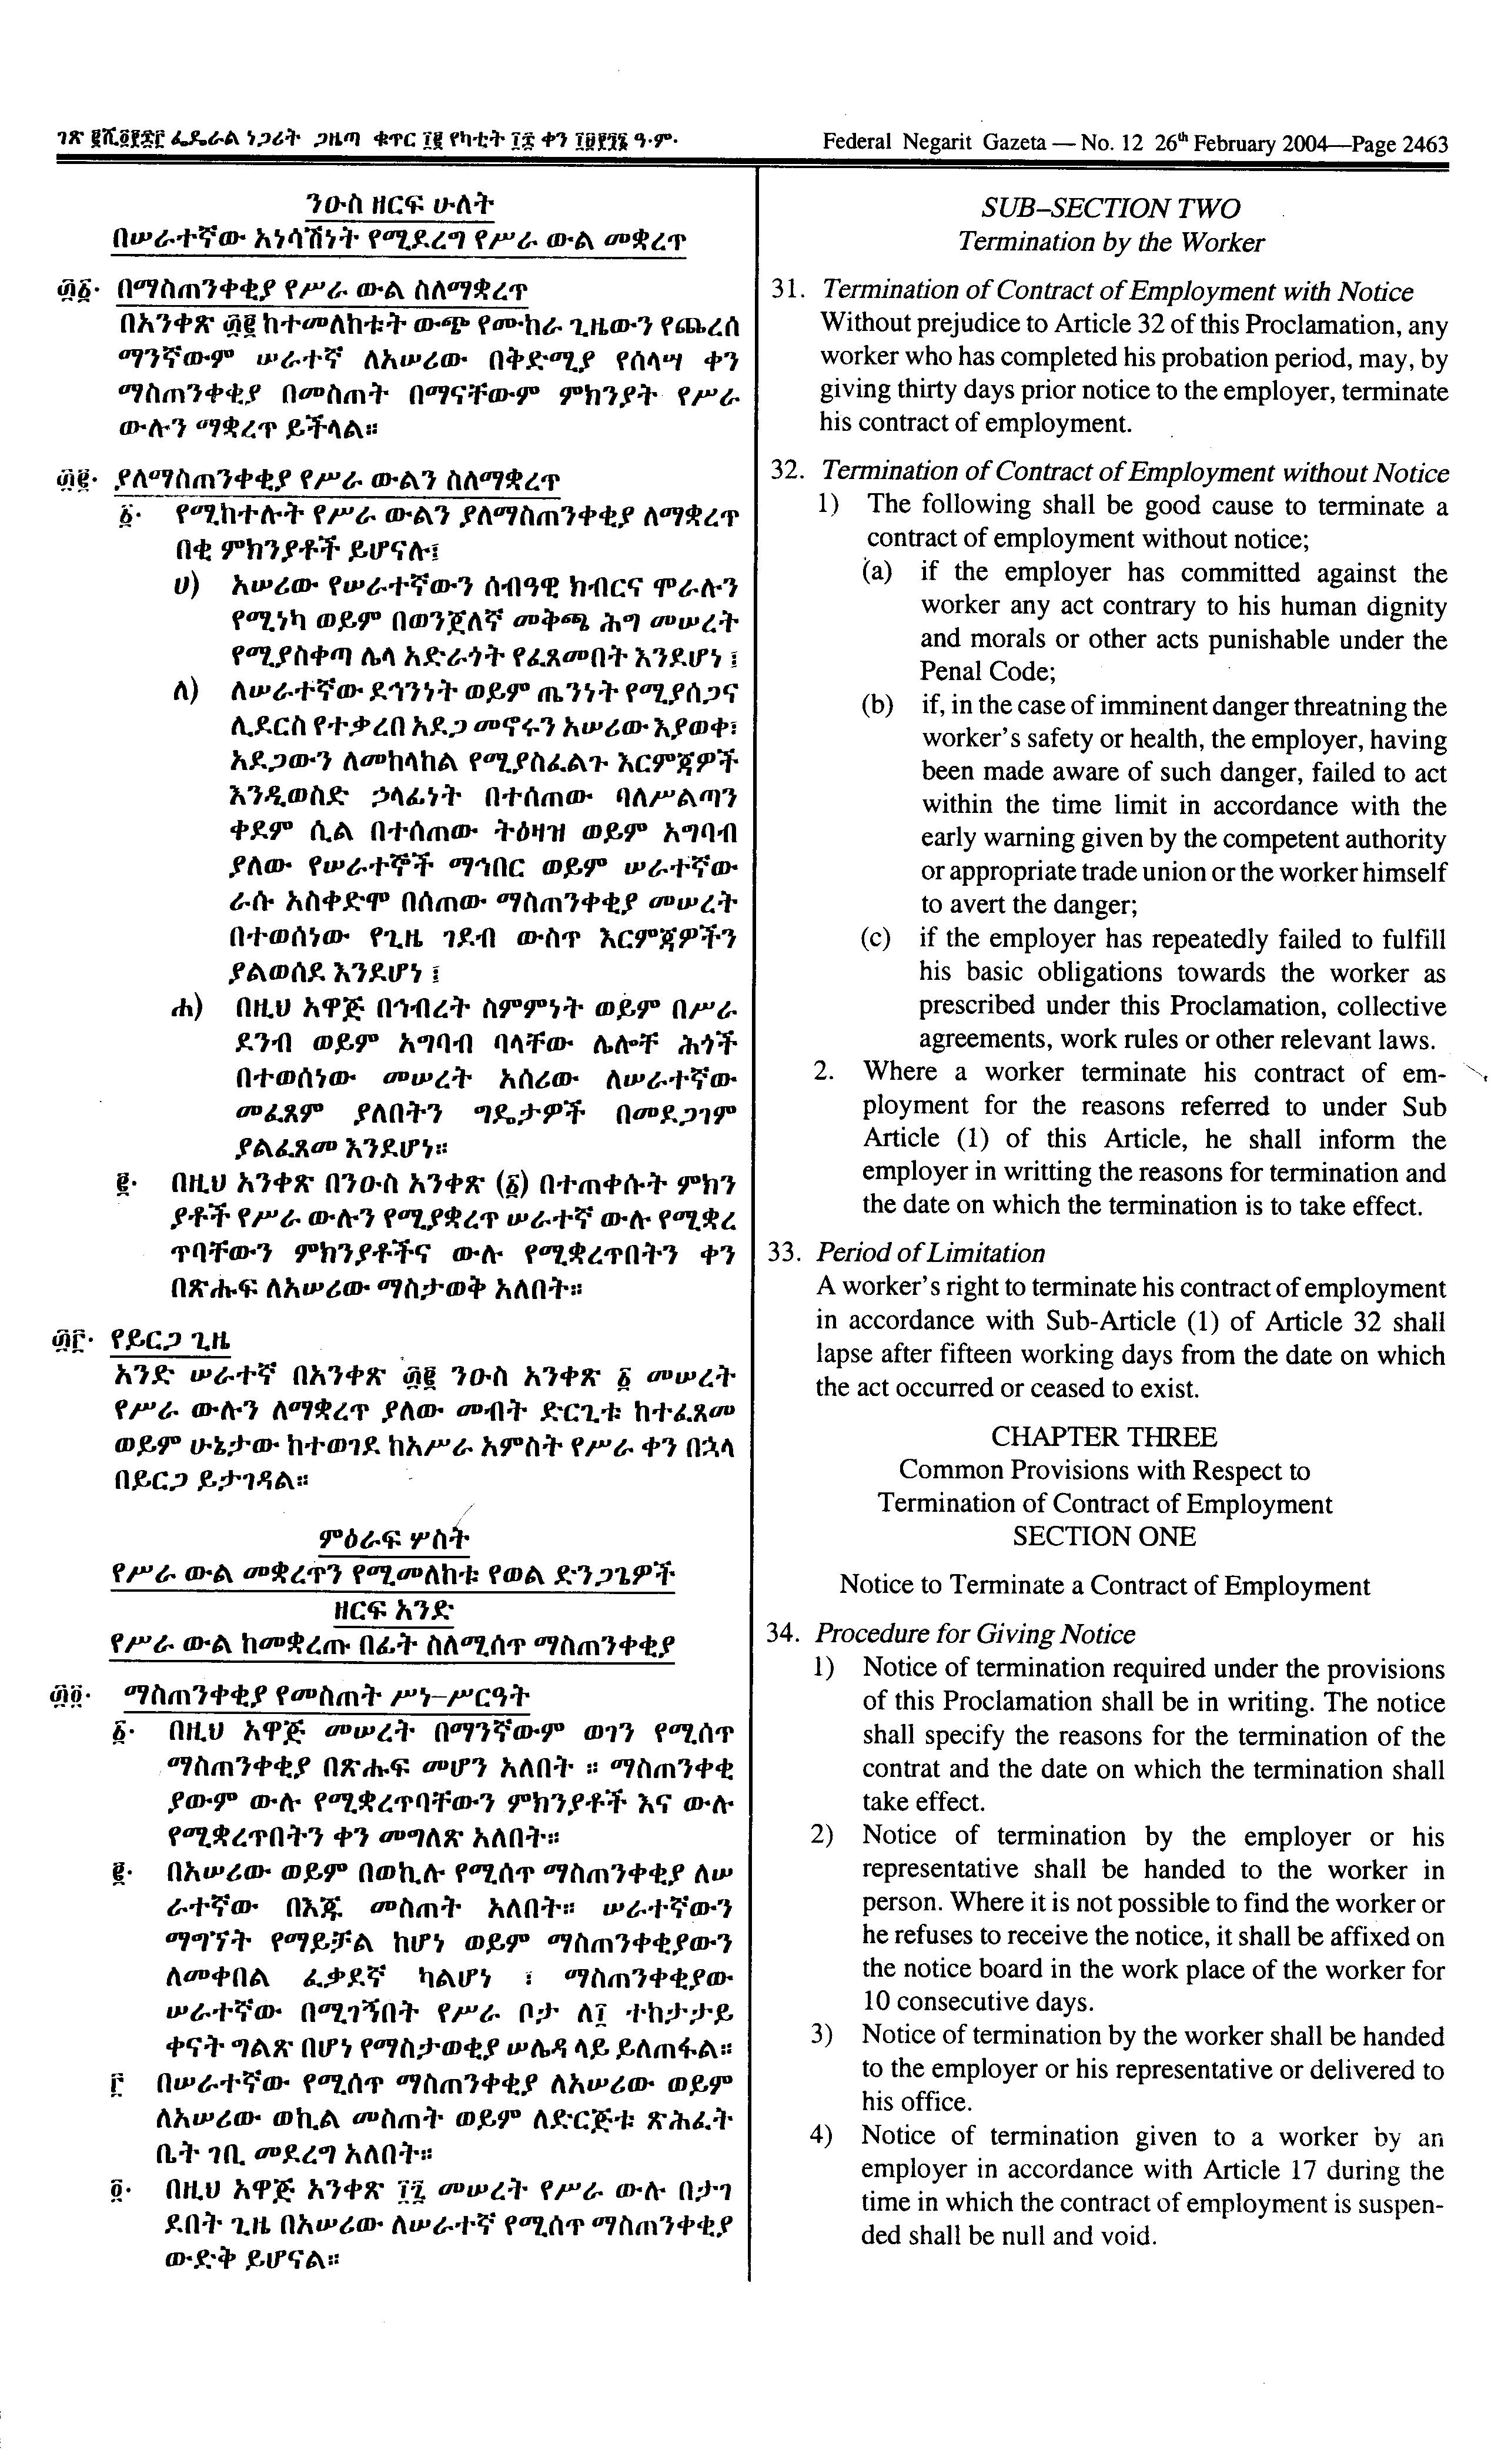 ገጽ ፪ሺ፬፻፷፫ ፌዴራል ነጋሪት ጋዜጣ ቁጥር ፲፪ የካቲት ፲፰ ቀን ፲፱፻፺፮ ዓ.ም.
Federal Negarit Gazeta — No. 12 26th February 2004—Page 2463
ንዑስ ዘርፍ ሁለት
በሠራተኛው አነሳሽነት የሚደረግ የሥራ ውል መቋረጥ
፴፩. በማስጠንቀቂያ የሥራ ውል ስለማቋረጥ
በአንቀጽ ፴፪ ከተመለከቱት ውጭ የሙከራ ጊዜውን የጨረሰ
ማንኛውም ሠራተኛ ለአሠሪው በቅድሚያ የሰላሣ ቀን
ማስጠንቀቂያ በመስጠት በማናቸውም ምክንያት የሥራ
ውሉን ማቋረጥ ይችላል።
፴፪. ያለማስጠንቀቂያ የሥራ ውልን ስለማቋረጥ
፩. የሚከተሉት የሥራ ውልን ያለማስጠንቀቂያ ለማቋረጥ
በቂ ምክንያቶች ይሆናሉ፤
ሀ) አሠሪው የሠራተኛውን ሰብዓዊ ክብርና ሞራሉን
የሚነካ ወይም በወንጀለኛ መቅጫ ሕግ መሠረት
የሚያስቀጣ ሌላ አድራጎት የፈጸመበት እንደሆነ ፤
ለ) ለሠራተኛው ደኅንነት ወይም ጤንነት የሚያሰጋና
ሊደርስ የተቃረበ አደጋ መኖሩን አሠሪው እያወቀ፣
አደጋውን ለመከላከል የሚያስፈልጉ እርምጃዎች
እንዲወስድ ኃላፊነት በተሰጠው ባለሥልጣን
ቀደም ሲል በተሰጠው ትዕዛዝ ወይም አግባብ
ያለው የሠራተኞች ማኅበር ወይም ሠራተኛው
ራሱ አስቀድሞ በሰጠው ማስጠንቀቂያ መሠረት
በተወሰነው የጊዜ ገደብ ውስጥ እርምጃዎችን
ያልወሰደ እንደሆነ ፤
ሐ) በዚህ አዋጅ በኅብረት ስምምነት ወይም በሥራ
ደንብ ወይም አግባብ ባላቸው ሌሎች ሕጎች
በተወሰነው መሠረት አሰሪው ለሠራተኛው
መፈጸም ያለበትን ግዴታዎች በመደጋገም
ያልፈጸመ እንደሆነ።
፪. በዚህ አንቀጽ በንዑስ አንቀጽ (፩) በተጠቀሱት ምክን
ያቶች የሥራ ውሉን የሚያቋረጥ ሠራተኛ ውሉ የሚቋረ
ጥባቸውን ምክንያቶችና ውሉ የሚቋረጥበትን ቀን
በጽሑፍ ለአሠሪው ማስታወቅ አለበት።
፴፫. የይርጋ ጊዜ
አንድ ሠራተኛ በአንቀጽ ፴፪ ንዑስ አንቀጽ ፩ መሠረት
የሥራ ውሉን ለማቋረጥ ያለው መብት ድርጊቱ ከተፈጸመ
ወይም ሁኔታው ከተወገደ ከአሥራ አምስት የሥራ ቀን በኋላ
በይርጋ ይታገዳል።
ምዕራፍ ሦስት
የሥራ ውል መቋረጥን የሚመለከቱ የወል ድንጋጌዎች
ዘርፍ አንድ
የሥራ ውል ከመቋረጡ በፊት ስለሚሰጥ ማስጠንቀቂያ
፴፬. ማስጠንቀቂያ የመስጠት ሥነ–ሥርዓት
፩. በዚህ አዋጅ መሠረት በማንኛውም ወገን የሚሰጥ
ማስጠንቀቂያ በጽሑፍ መሆን አለበት ። ማስጠንቀቂ
ያውም ውሉ የሚቋረጥባቸውን ምክንያቶች እና ውሉ
የሚቋረጥበትን ቀን መግለጽ አለበት።
፪. በአሠሪው ወይም በወኪሉ የሚሰጥ ማስጠንቀቂያ ለሠ
ራተኛው በእጁ መስጠት አለበት። ሠራተኛውን
ማግኘት የማይቻል ከሆነ ወይም ማስጠንቀቂያውን
ለመቀበል ፈቃደኛ ካልሆነ ፤ ማስጠንቀቂያው
ሠራተኛው በሚገኝበት የሥራ ቦታ ለ፲ ተከታታይ
ቀናት ግልጽ በሆነ የማስታወቂያ ሠሌዳ ላይ ይለጠፋል።
፫ በሠራተኛው የሚሰጥ ማስጠንቀቂያ ለአሠሪው ወይም
ለአሠሪው ወኪል መስጠት ወይም ለድርጅቱ ጽሕፈት
ቤት ገቢ መደረግ አለበት።
፬. በዚህ አዋጅ አንቀጽ ፲፯ መሠረት የሥራ ውሉ በታገ
ደበት ጊዜ በአሠሪው ለሠራተኛ የሚሰጥ ማስጠንቀቂያ
ውድቅ ይሆናል።
SUB–SECTION TWO
Termination by the Worker
31. Termination of Contract of Employment with Notice
Without prejudice to Article 32 of this Proclamation, any
worker who has completed his probation period, may, by
giving thirty days prior notice to the employer, terminate
his contract of employment.
32. Termination of Contract of Employment without Notice
1) The following shall be good cause to terminate a
contract of employment without notice;
(a) if the employer has committed against the
worker any act contrary to his human dignity
and morals or other acts punishable under the
Penal Code;
(b) if, in the case of imminent danger threatning the
worker's safety or health, the employer, having
been made aware of such danger, failed to act
within the time limit in accordance with the
early warning given by the competent authority
or appropriate trade union or the worker himself
to avert the danger;
(c) if the employer has repeatedly failed to fulfill
his basic obligations towards the worker as
prescribed under this Proclamation, collective
agreements, work rules or other relevant laws.
2. Where a worker terminate his contract of em-
ployment for the reasons referred to under Sub
Article (1) of this Article, he shall inform the
employer in writting the reasons for termination and
the date on which the termination is to take effect.
33. Period of Limitation
A worker's right to terminate his contract of employment
in accordance with Sub-Article (1) of Article 32 shall
lapse after fifteen working days from the date on which
the act occurred or ceased to exist.
CHAPTER THREE
Common Provisions with Respect to
Termination of Contract of Employment
SECTION ONE
Notice to Terminate a Contract of Employment
34. Procedure for Giving Notice
1) Notice of termination required under the provisions
of this Proclamation shall be in writing. The notice
shall specify the reasons for the termination of the
contrat and the date on which the termination shall
take effect.
2) Notice of termination by the employer or his
representative shall be handed to the worker in
person. Where it is not possible to find the worker or
he refuses to receive the notice, it shall be affixed on
the notice board in the work place of the worker for
10 consecutive days.
3) Notice of termination by the worker shall be handed
to the employer or his representative or delivered to
his office.
4) Notice of termination given to a worker by an
employer in accordance with Article 17 during the
time in which the contract of employment is suspen-
ded shall be null and void.